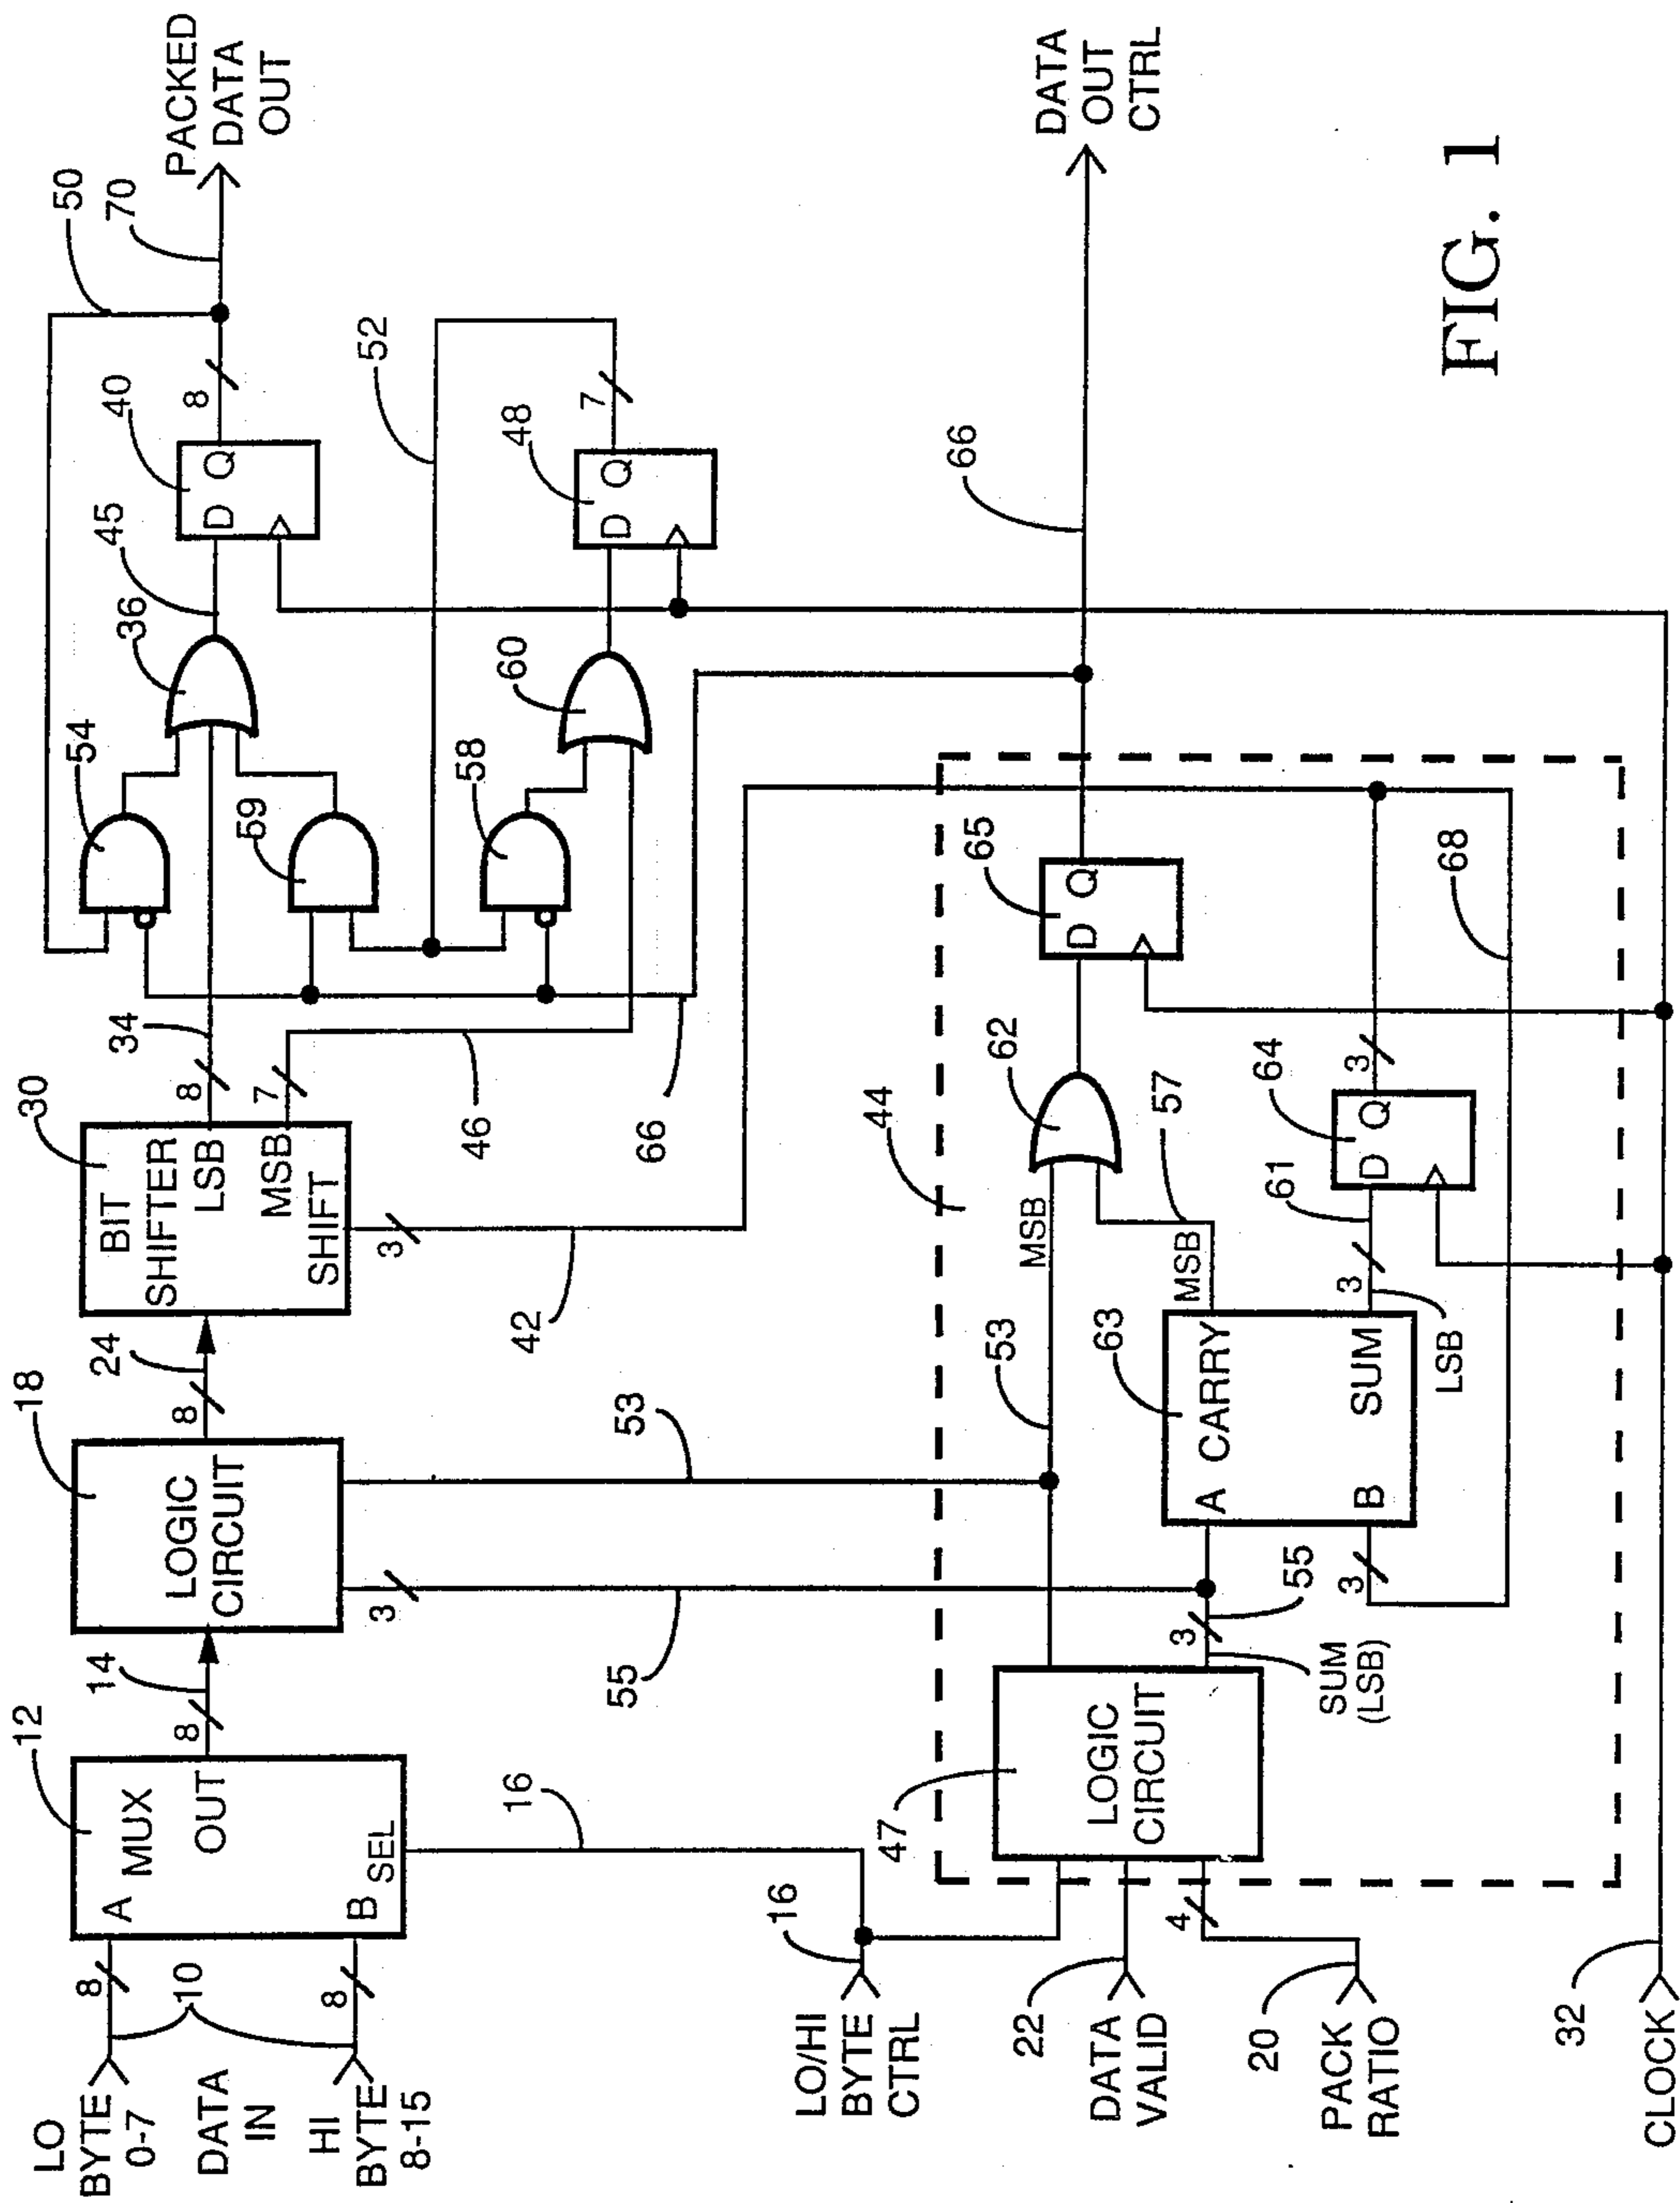 LO
BYTE
0-7
DATA
IN
HI
BYTE
8-15
8
10
8
12
A
MUX
OUT
B
SEL
14
8
16
18
LOGIC
CIRCUIT
3
55
53
24
8
30
BIT
SHIFTER
LSB
MSB
SHIFT
3
42
34
8
7
46
66
54
59
58
36
60
45
40
D Q
8
50
70
PACKED
DATA
OUT
52
48
D Q
7
LO/HI
BYTE
CTRL
16
22
DATA
VALID
20
PACK
RATIO
4
47
LOGIC
CIRCUIT
SUM
(LSB)
3
55
3
53
63
A CARRY
B SUM
MSB
MSB
57
LSB
3
61
44
62
64
D Q
3
65
D Q
68
66
DATA
OUT
CTRL
32
CLOCK
FIG. 1